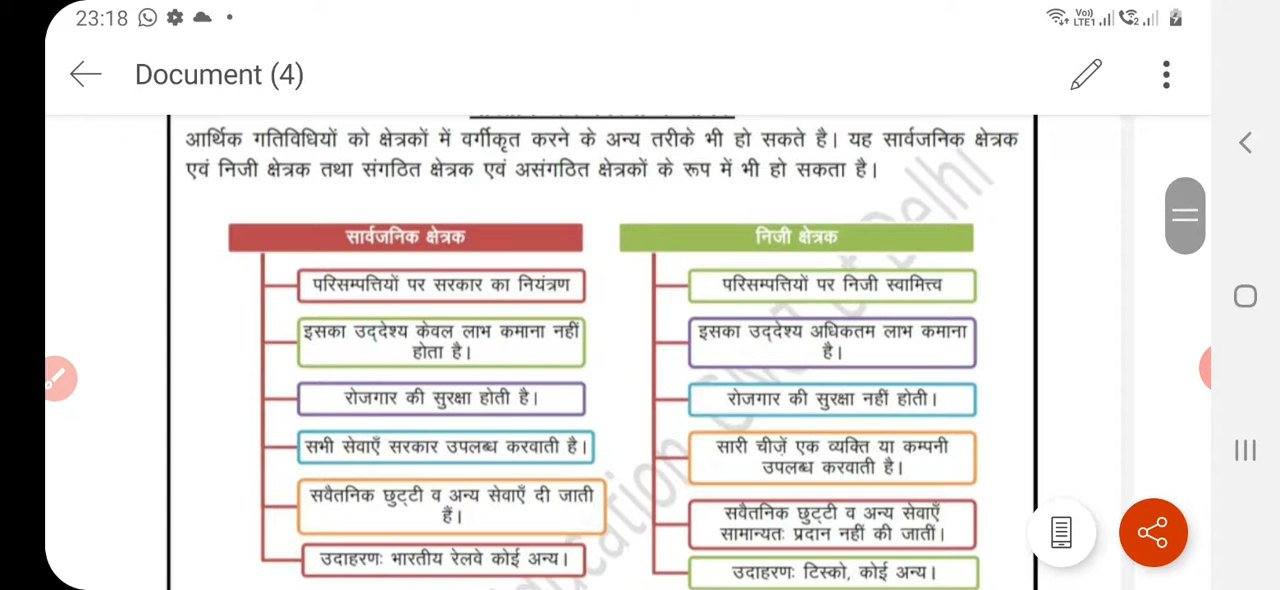 23:18
Vo))
LTE1
2
Document (4)
आर्थिक गतिविधियों को क्षेत्रकों में वर्गीकृत करने के अन्य तरीके भी हो सकते है। यह सार्वजनिक क्षेत्रक
एवं निजी क्षेत्रक तथा संगठित क्षेत्रक एवं असंगठित क्षेत्रकों के रूप में भी हो सकता है।
सार्वजनिक क्षेत्रक
परिसम्पत्तियों पर सरकार का नियंत्रण
इसका उद्देश्य केवल लाभ कमाना नहीं
होता है।
रोजगार की सुरक्षा होती है।
सभी सेवाएँ सरकार उपलब्ध करवाती है।
सवैतनिक छुट्टी व अन्य सेवाएँ दी जाती
हैं।
उदाहरणः भारतीय रेलवे कोई अन्य।
निजी क्षेत्रक
परिसम्पत्तियों पर निजी स्वामित्त्व
इसका उद्देश्य अधिकतम लाभ कमाना
है।
रोजगार की सुरक्षा नहीं होती।
सारी चीज़ें एक व्यक्ति या कम्पनी
उपलब्ध करवाती है।
सवैतनिक छुट्टी व अन्य सेवाएँ
सामान्यतः प्रदान नहीं की जातीं।
उदाहरणः टिस्को, कोई अन्य।
Delhi